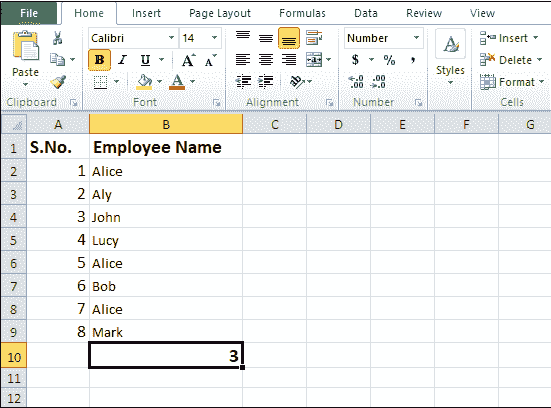 File Home Insert Page Layout Formulas Data Review View
Calibri 14 Number Insert
Paste B I U A A $ % , Styles Delete
.00 .0 Format
Clipboard Font Alignment Number Cells
A B C D E F G
1 S.No. Employee Name
2 1 Alice
3 2 Aly
4 3 John
5 4 Lucy
6 5 Alice
7 6 Bob
8 7 Alice
9 8 Mark
10 3
11
12